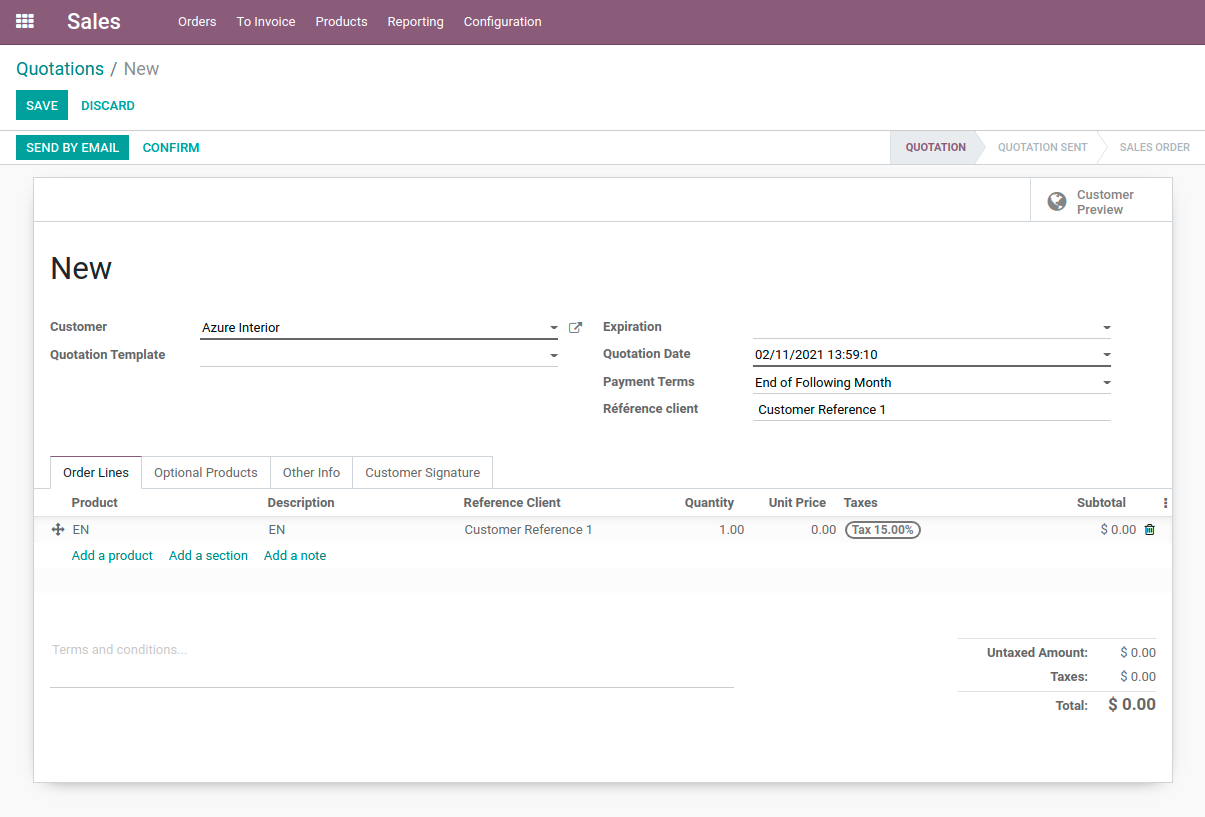 Sales Orders To Invoice Products Reporting Configuration
Quotations / New
SAVE DISCARD
SEND BY EMAIL CONFIRM QUOTATION QUOTATION SENT SALES ORDER
Customer
Preview
New
Customer Azure Interior Expiration
Quotation Template Quotation Date 02/11/2021 13:59:10
Payment Terms End of Following Month
Référence client Customer Reference 1
Order Lines Optional Products Other Info Customer Signature
Product Description Reference Client Quantity Unit Price Taxes Subtotal
EN EN Customer Reference 1 1.00 0.00 Tax 15.00% $ 0.00
Add a product Add a section Add a note
Terms and conditions...
Untaxed Amount: $ 0.00
Taxes: $ 0.00
Total: $ 0.00